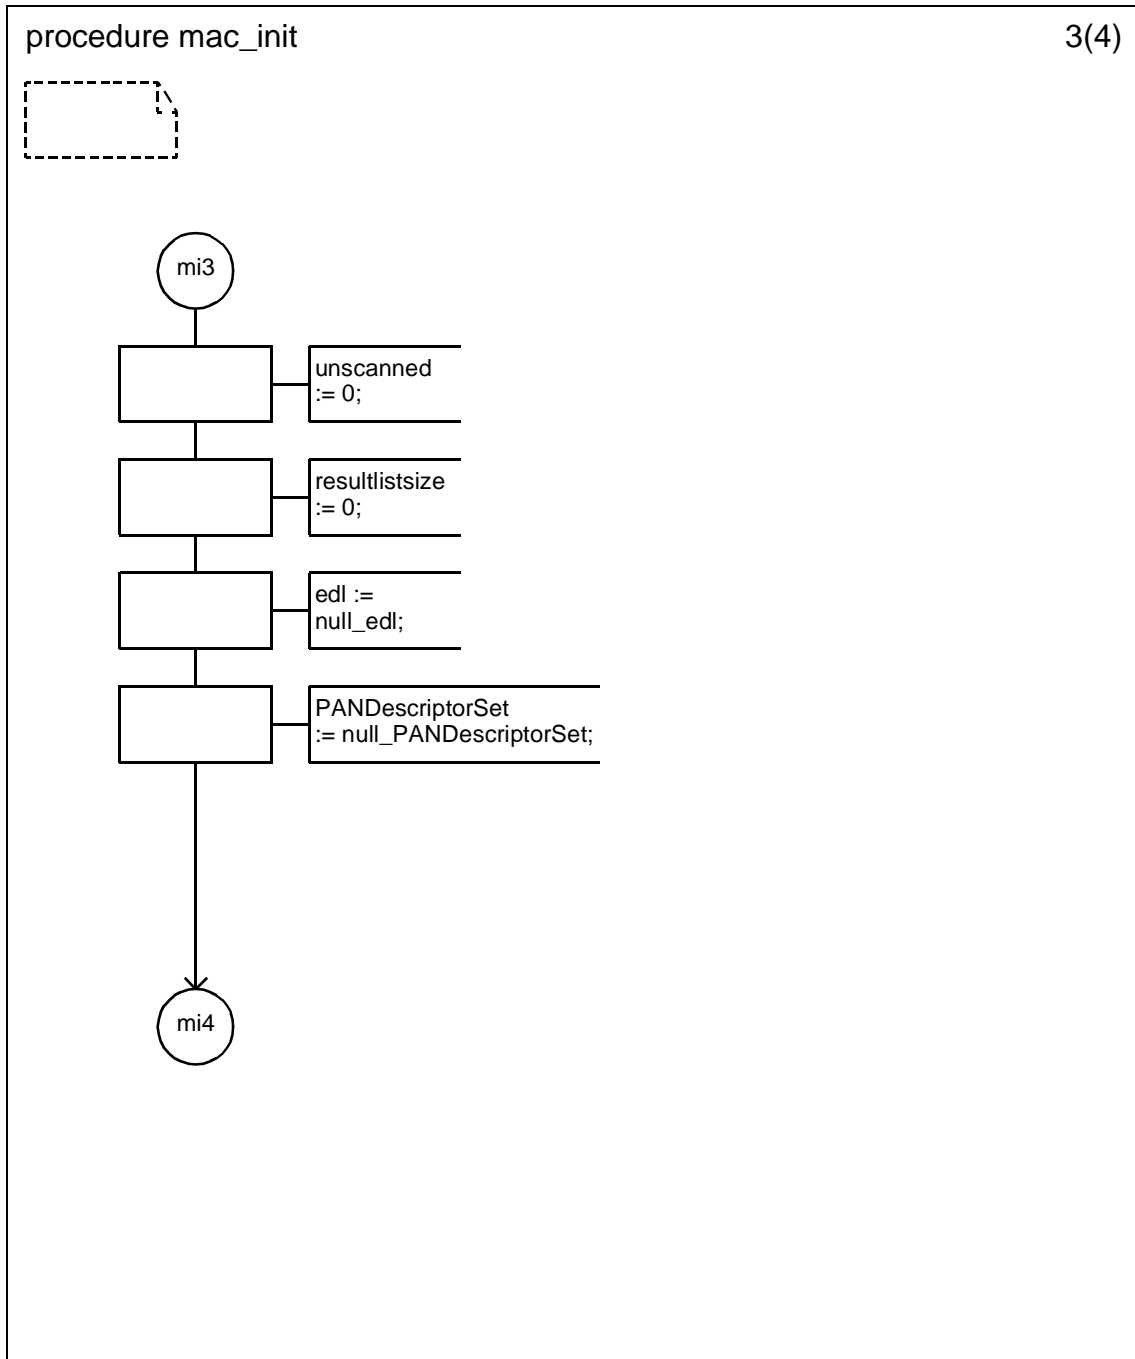 procedure mac_init
3(4)
mi3
unscanned
:= 0;
resultlistsize
:= 0;
edl :=
null_edl;
PANDescriptorSet
:= null_PANDescriptorSet;
mi4